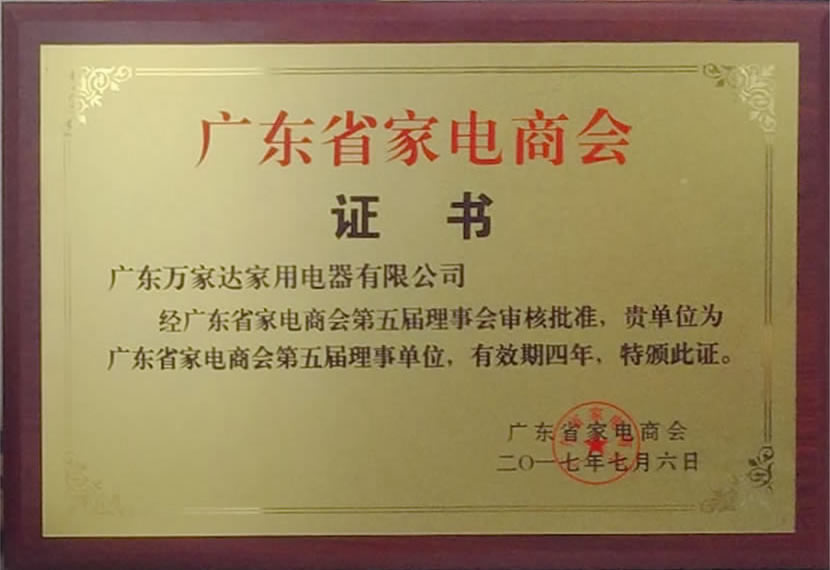 广东省家电商会
证 书
广东万家达家用电器有限公司
经广东省家电商会第五届理事会审核批准，贵单位为
广东省家电商会第五届理事单位，有效期四年，特颁此证。
广东省家电商会
二〇一七年七月六日